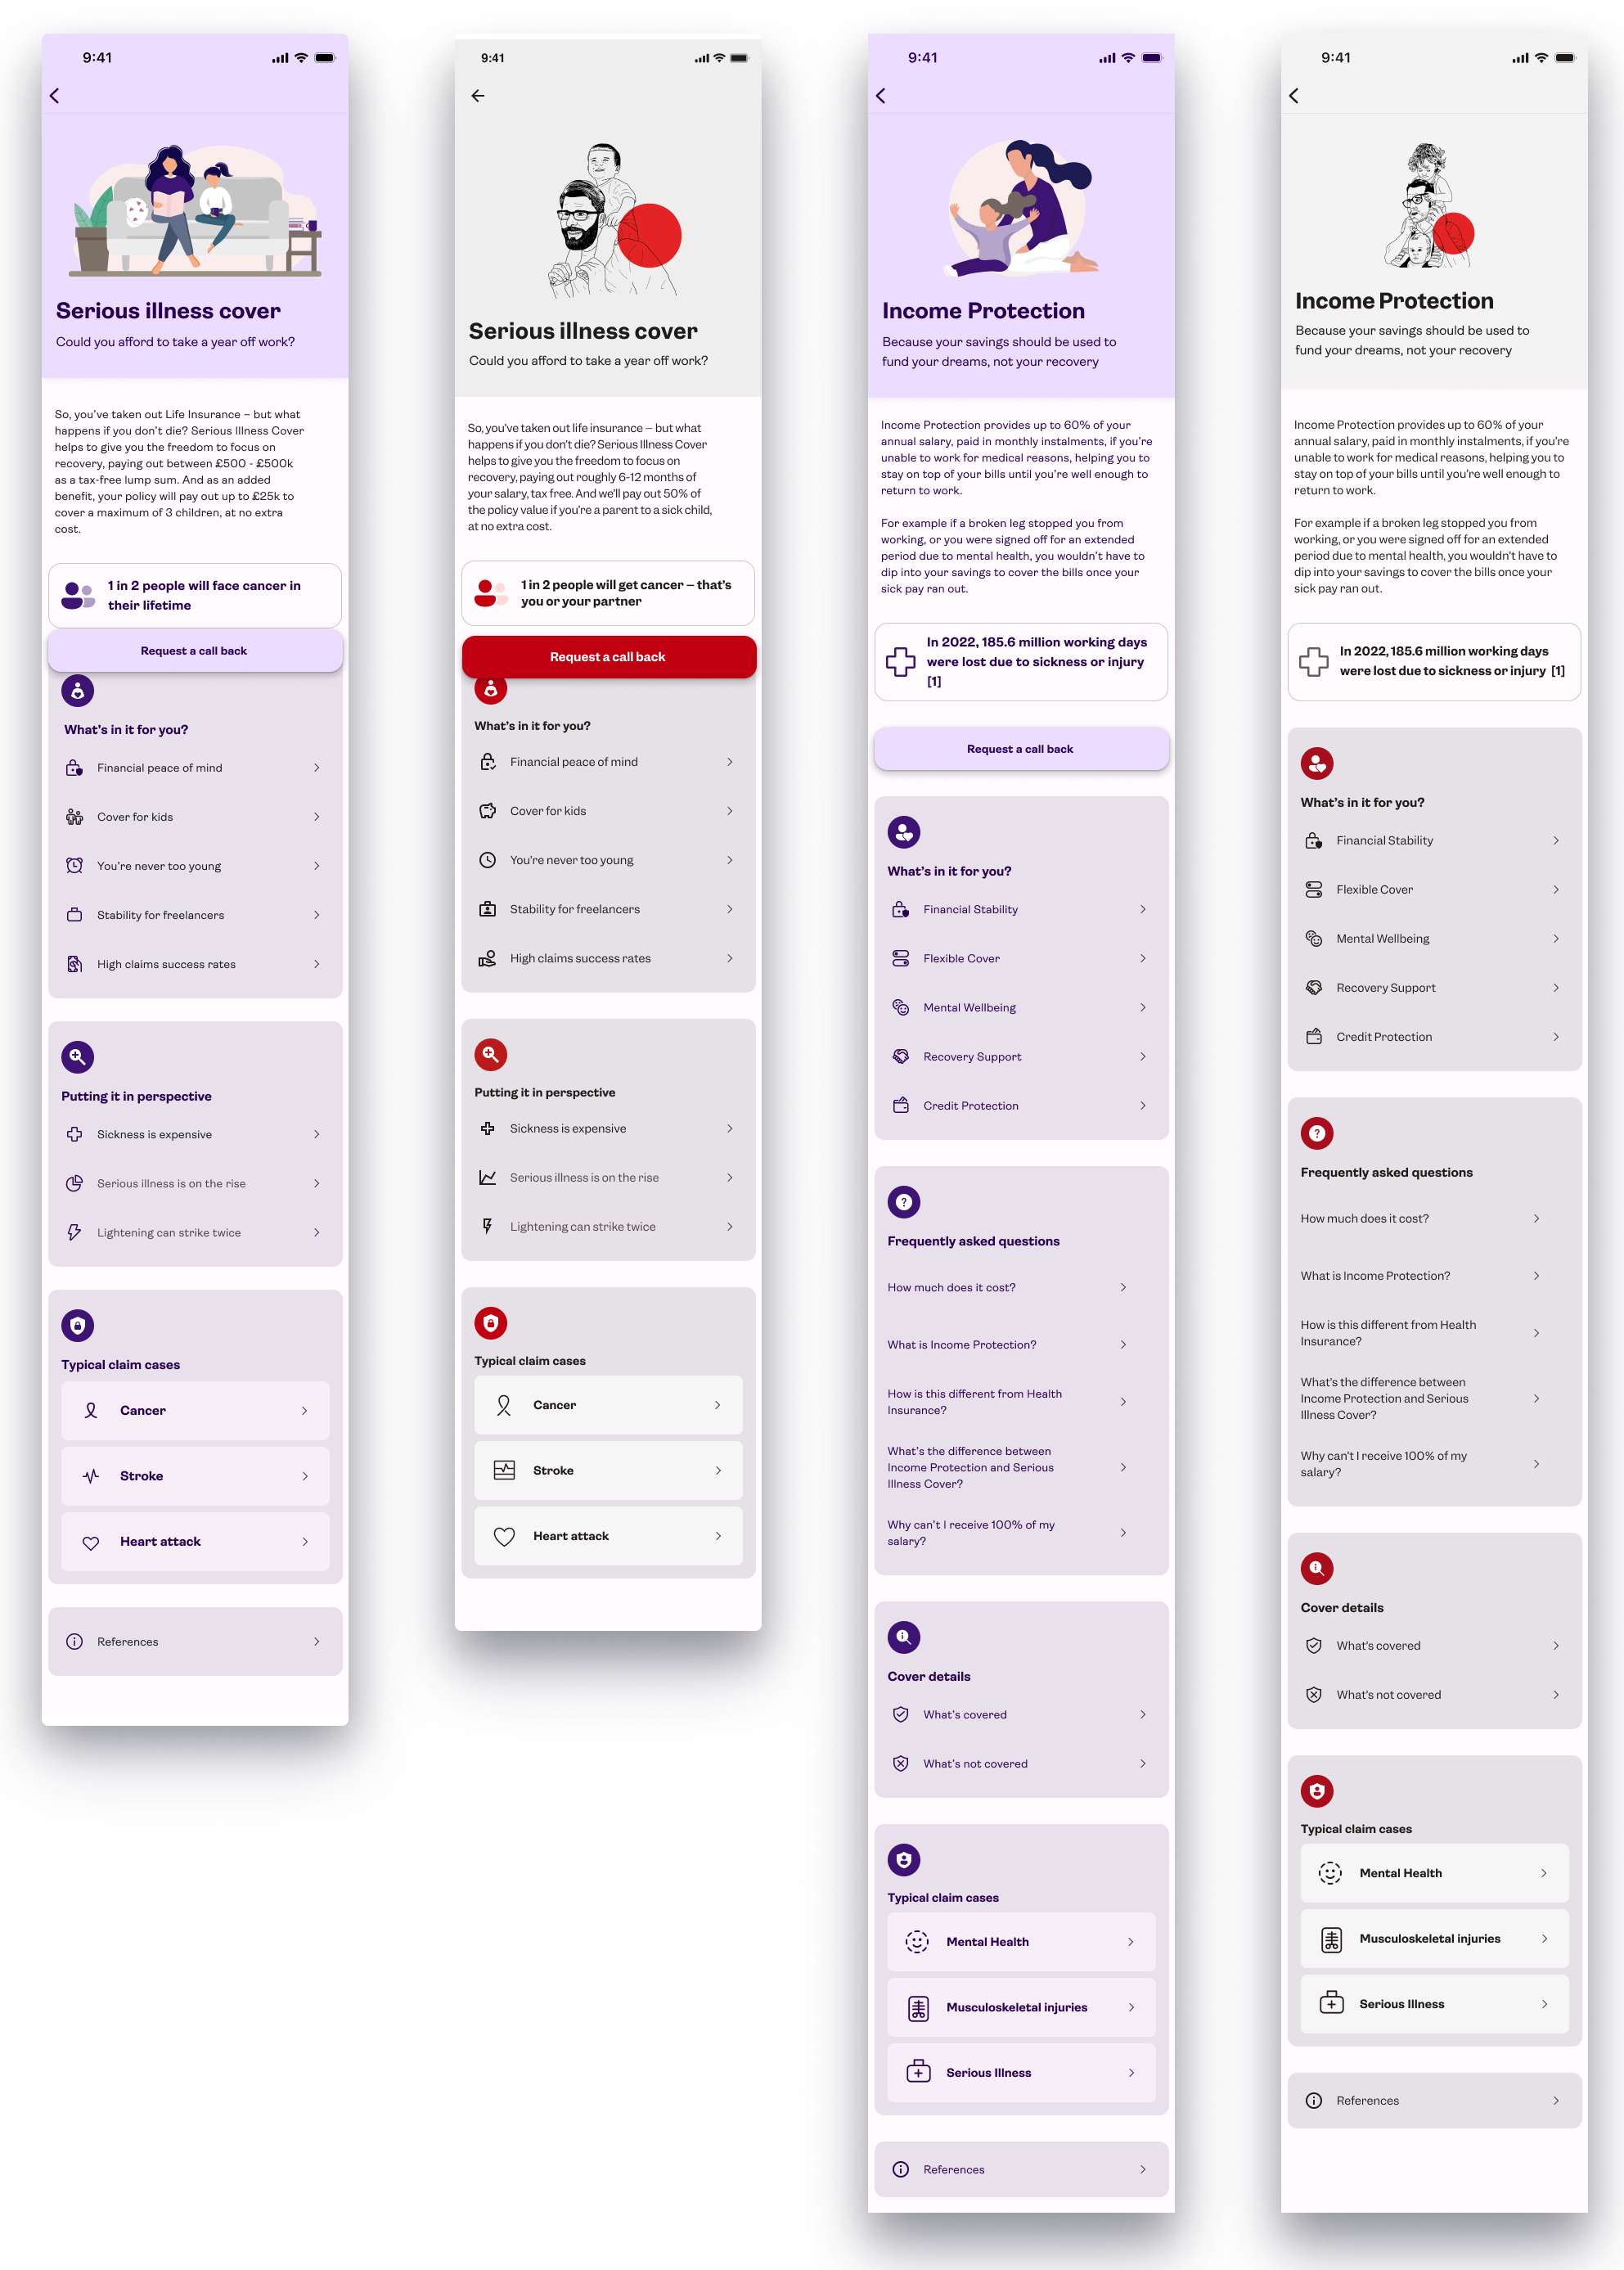 9:41
Serious illness cover
Could you afford to take a year off work?
So, you've taken out Life Insurance – but what
happens if you don't die? Serious Illness Cover
helps to give you the freedom to focus on
recovery, paying out between £500 - £500k
as a tax-free lump sum. And as an added
benefit, your policy will pay out up to £25k to
cover a maximum of 3 children, at no extra
cost.
1 in 2 people will face cancer in
their lifetime
Request a call back
What's in it for you?
Financial peace of mind
Cover for kids
You're never too young
Stability for freelancers
High claims success rates
Putting it in perspective
Sickness is expensive
Serious illness is on the rise
Lightening can strike twice
Typical claim cases
Cancer
Stroke
Heart attack
References
9:41
Serious illness cover
Could you afford to take a year off work?
So, you've taken out life insurance – but what
happens if you don't die? Serious Illness Cover
helps to give you the freedom to focus on
recovery, paying out roughly 6-12 months of
your salary, tax free. And we'll pay out 50% of
the policy value if you're a parent to a sick child,
at no extra cost.
1 in 2 people will get cancer – that's
you or your partner
Request a call back
What's in it for you?
Financial peace of mind
Cover for kids
You're never too young
Stability for freelancers
High claims success rates
Putting it in perspective
Sickness is expensive
Serious illness is on the rise
Lightening can strike twice
Typical claim cases
Cancer
Stroke
Heart attack
9:41
Income Protection
Because your savings should be used to
fund your dreams, not your recovery
Income Protection provides up to 60% of your
annual salary, paid in monthly instalments, if you're
unable to work for medical reasons, helping you to
stay on top of your bills until you're well enough to
return to work.
For example if a broken leg stopped you from
working, or you were signed off for an extended
period due to mental health, you wouldn't have to
dip into your savings to cover the bills once your
sick pay ran out.
In 2022, 185.6 million working days
were lost due to sickness or injury
[1]
Request a call back
What's in it for you?
Financial Stability
Flexible Cover
Mental Wellbeing
Recovery Support
Credit Protection
Frequently asked questions
How much does it cost?
What is Income Protection?
How is this different from Health
Insurance?
What's the difference between
Income Protection and Serious
Illness Cover?
Why can't I receive 100% of my
salary?
Cover details
What's covered
What's not covered
Typical claim cases
Mental Health
Musculoskeletal injuries
Serious Illness
References
9:41
Income Protection
Because your savings should be used to
fund your dreams, not your recovery
Income Protection provides up to 60% of your
annual salary, paid in monthly instalments, if you're
unable to work for medical reasons, helping you to
stay on top of your bills until you're well enough to
return to work.
For example if a broken leg stopped you from
working, or you were signed off for an extended
period due to mental health, you wouldn't have to
dip into your savings to cover the bills once your
sick pay ran out.
In 2022, 185.6 million working days
were lost due to sickness or injury [1]
What's in it for you?
Financial Stability
Flexible Cover
Mental Wellbeing
Recovery Support
Credit Protection
Frequently asked questions
How much does it cost?
What is Income Protection?
How is this different from Health
Insurance?
What's the difference between
Income Protection and Serious
Illness Cover?
Why can't I receive 100% of my
salary?
Cover details
What's covered
What's not covered
Typical claim cases
Mental Health
Musculoskeletal injuries
Serious Illness
References